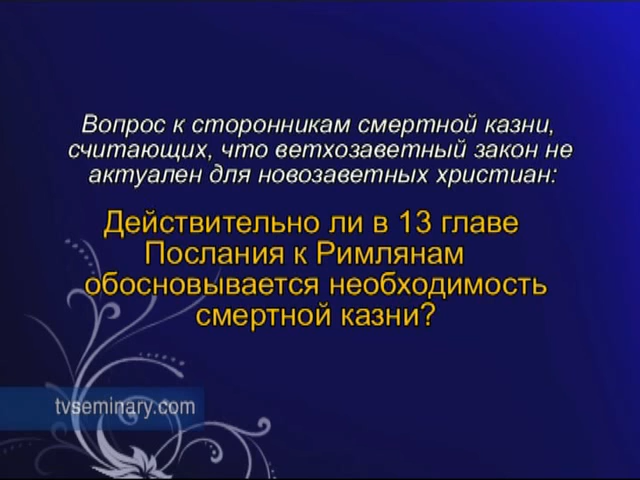 Вопрос к сторонникам смертной казни,
считающих, что ветхозаветный закон не
актуален для новозаветных христиан:
Действительно ли в 13 главе
Послания к Римлянам
обосновывается необходимость
смертной казни?
tvseminary.com